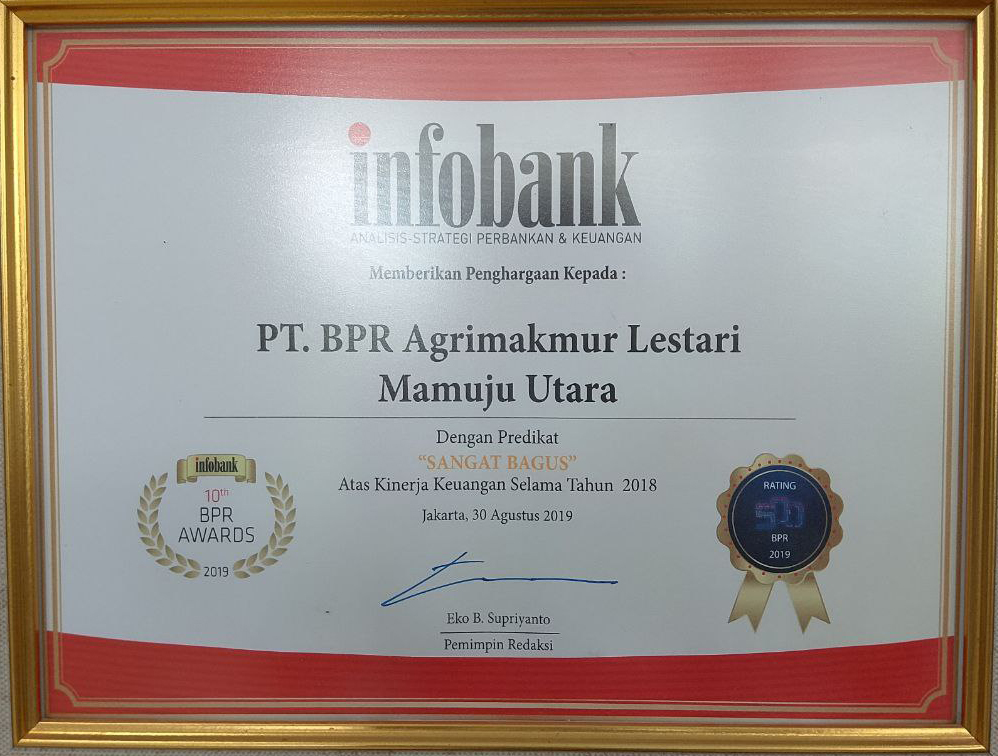 infobank
ANALISIS-STRATEGI PERBANKAN & KEUANGAN
Memberikan Penghargaan Kepada :
PT. BPR Agrimakmur Lestari
Mamuju Utara
Dengan Predikat
“SANGAT BAGUS”
Atas Kinerja Keuangan Selama Tahun 2018
Jakarta, 30 Agustus 2019
infobank
10th
BPR
AWARDS
2019
RATING
500
BPR
2019
Eko B. Supriyanto
Pemimpin Redaksi